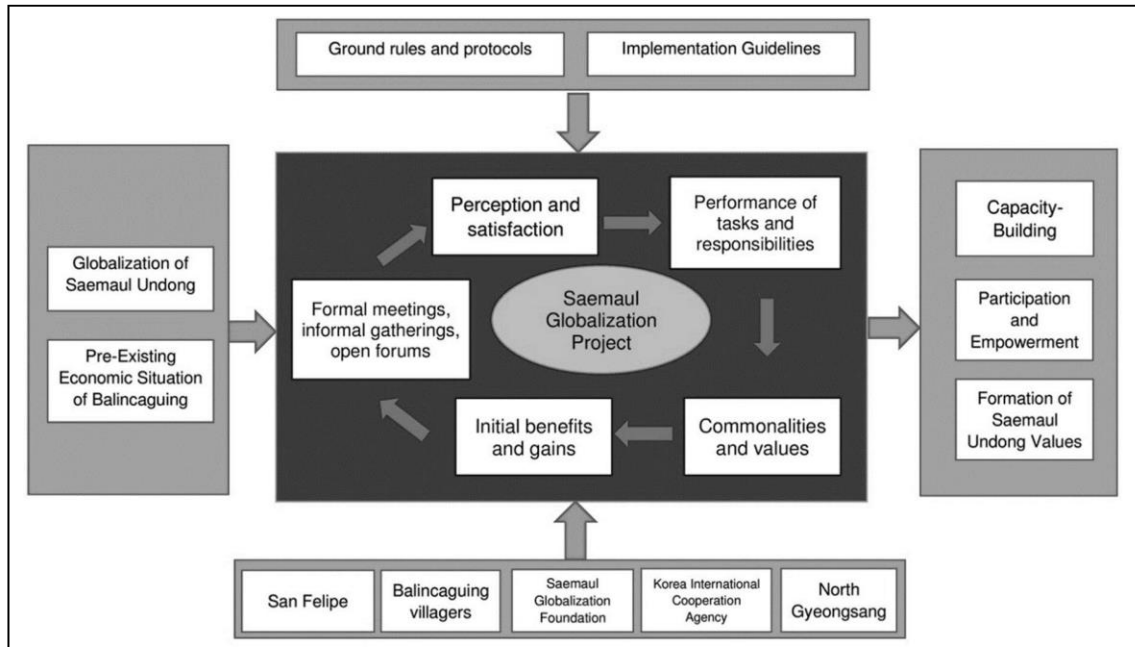 Ground rules and protocols
Implementation Guidelines
Globalization of
Saemaul Undong
Pre-Existing
Economic Situation
of Balincaguing
Perception and
satisfaction
Performance of
tasks and
responsibilities
Formal meetings,
informal gatherings,
open forums
Saemaul
Globalization
Project
Initial benefits
and gains
Commonalities
and values
Capacity-
Building
Participation
and
Empowerment
Formation of
Saemaul
Undong Values
San Felipe
Balincaguing
villagers
Saemaul
Globalization
Foundation
Korea International
Cooperation
Agency
North
Gyeongsang